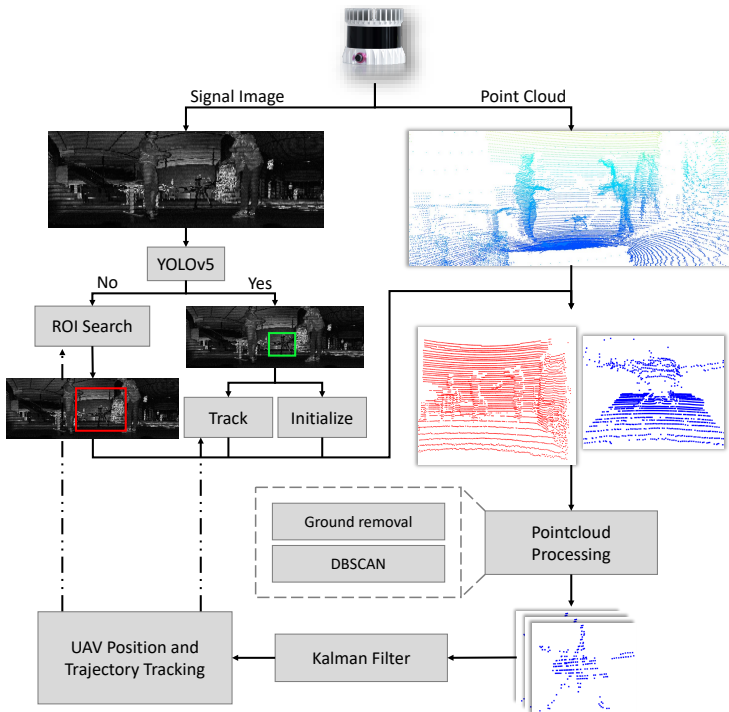 Signal Image
Point Cloud
YOLOv5
No
Yes
ROI Search
Track
Initialize
Ground removal
DBSCAN
Pointcloud
Processing
UAV Position and
Trajectory Tracking
Kalman Filter